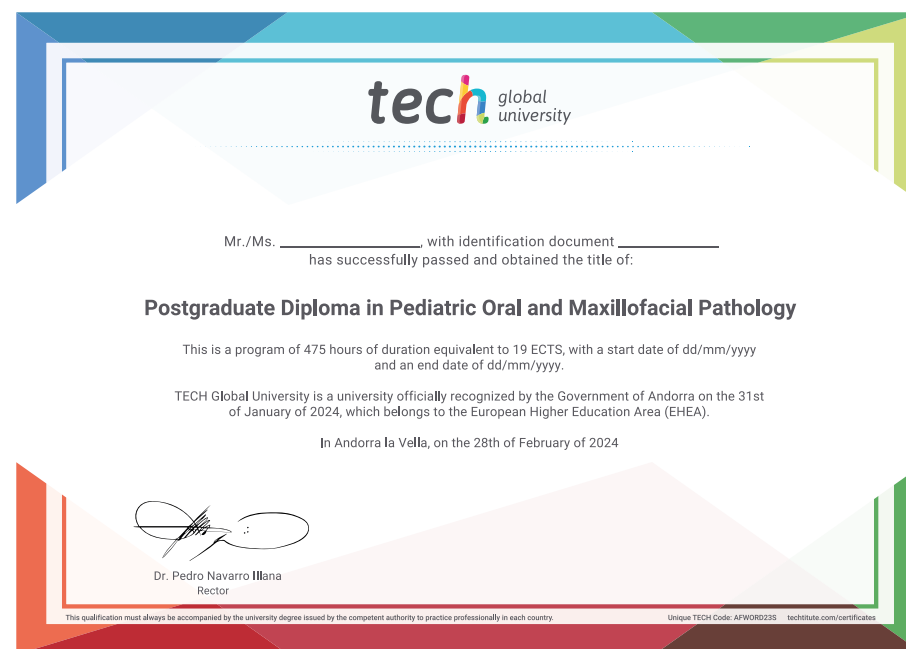 tech global university
Mr./Ms. ____________, with identification document ____________
has successfully passed and obtained the title of:
Postgraduate Diploma in Pediatric Oral and Maxillofacial Pathology
This is a program of 475 hours of duration equivalent to 19 ECTS, with a start date of dd/mm/yyyy
and an end date of dd/mm/yyyy.
TECH Global University is a university officially recognized by the Government of Andorra on the 31st
of January of 2024, which belongs to the European Higher Education Area (EHEA).
In Andorra la Vella, on the 28th of February of 2024
Dr. Pedro Navarro Illana
Rector
This qualification must always be accompanied by the university degree issued by the competent authority to practice professionally in each country.
Unique TECH Code: AFWORD23S techtitute.com/certificates